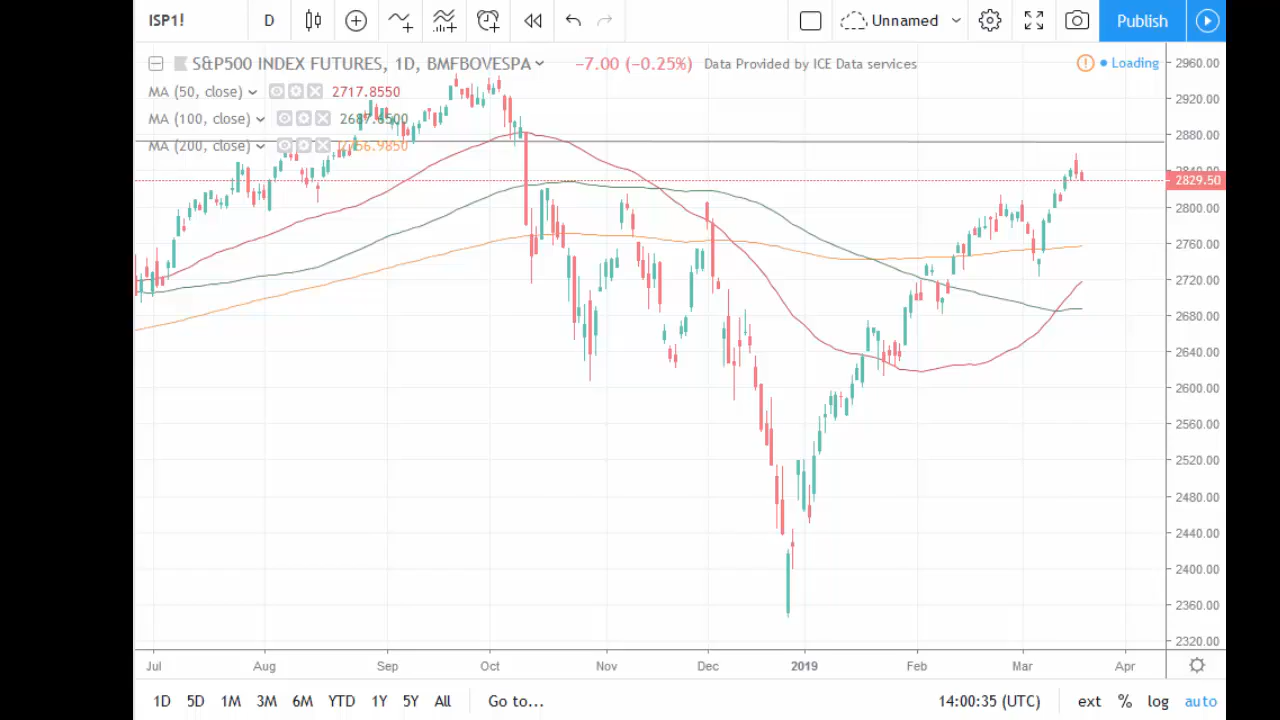 ISP1! D Unnamed Publish
S&P500 INDEX FUTURES, 1D, BMFBOVESPA −7.00 (−0.25%) Data Provided by ICE Data services Loading
MA (50, close) 2717.8550
MA (100, close) 2687.6500
MA (200, close)
2960.00
2920.00
2880.00
2840.00
2829.50
2800.00
2760.00
2720.00
2680.00
2640.00
2600.00
2560.00
2520.00
2480.00
2440.00
2400.00
2360.00
2320.00
Jul Aug Sep Oct Nov Dec 2019 Feb Mar Apr
1D 5D 1M 3M 6M YTD 1Y 5Y All Go to... 14:00:35 (UTC) ext % log auto